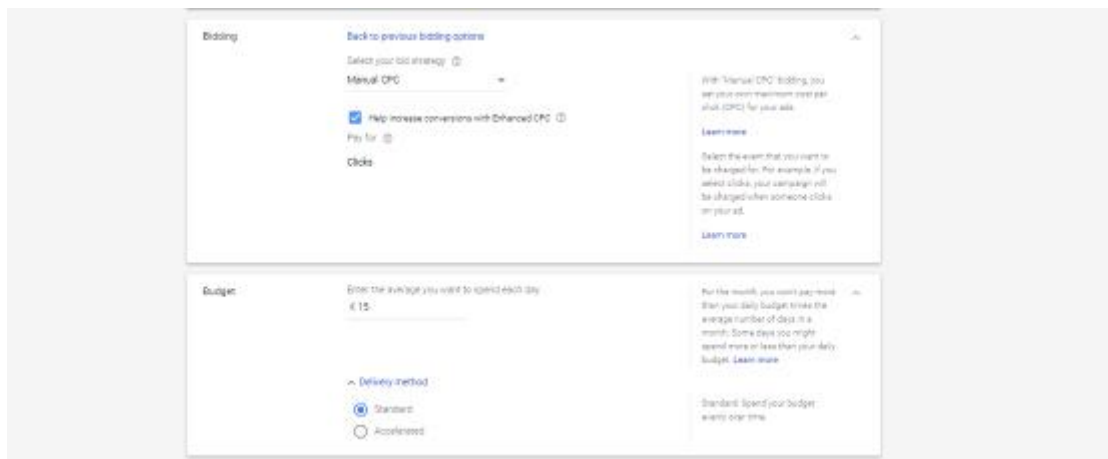 Bidding
Back to previous bidding options
Select your bid strategy
Manual CPC
With "Manual CPC" bidding, you
set your own maximum cost per
click (CPC) for your ads.
Learn more
Help increase conversions with Enhanced CPC
Pay for
Clicks
Select the event that you want to
be charged for. For example, if you
select clicks, your campaign will
be charged when someone clicks
on your ad.
Learn more
Budget
Enter the average you want to spend each day
€ 15
For the month, you won't pay more
than your daily budget times the
average number of days in a
month. Some days you might
spend more or less than your daily
budget. Learn more
Delivery method
Standard
Accelerated
Standard: Spend your budget
evenly over time